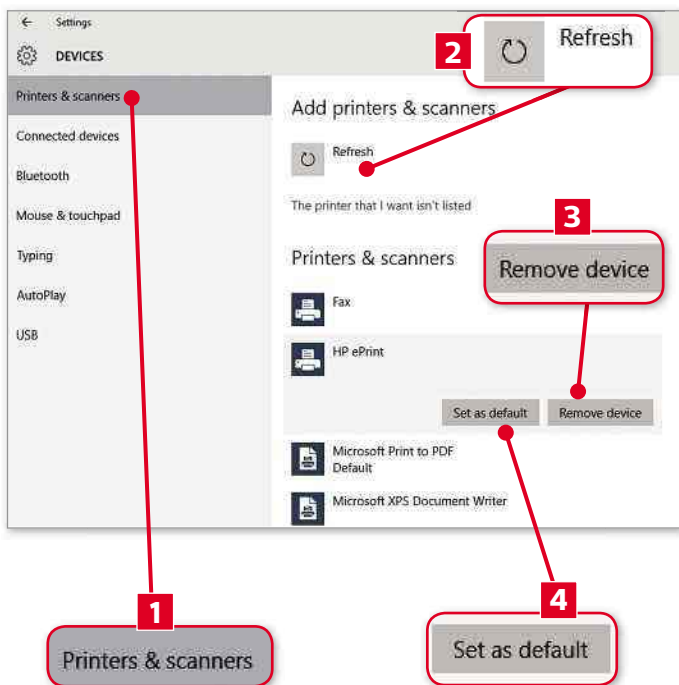 Settings
DEVICES
2
Refresh
Printers & scanners
Connected devices
Bluetooth
Mouse & touchpad
Typing
AutoPlay
USB
Add printers & scanners
Refresh
The printer that I want isn't listed
3
Printers & scanners
Remove device
Fax
HP ePrint
Set as default
Remove device
Microsoft Print to PDF
Default
Microsoft XPS Document Writer
1
Printers & scanners
4
Set as default